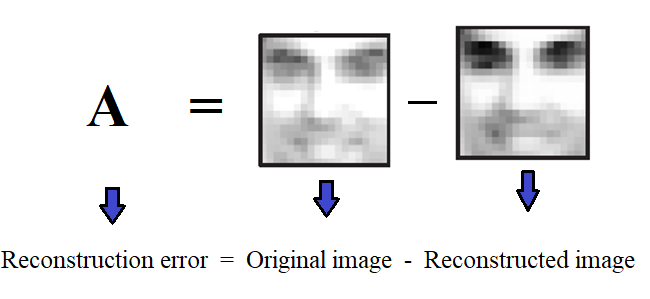 A = −
Reconstruction error = Original image - Reconstructed image